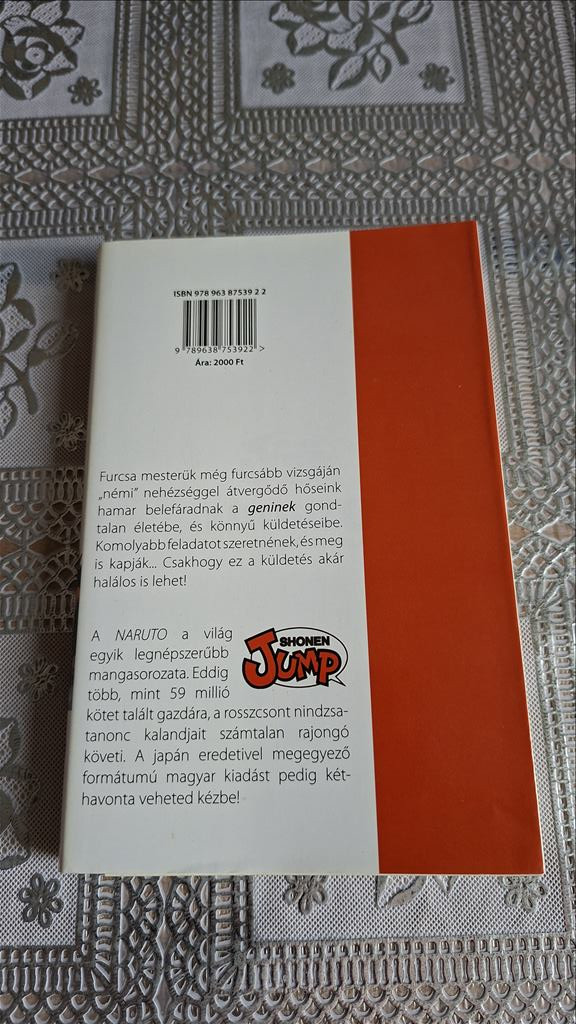 ISBN 978 963 87539 2 2
9 789638 753922 >
Ára: 2000 Ft
Furcsa mesterük még furcsább vizsgáján
„némi” nehézséggel átvergődő hőseink
hamar belefáradnak a geninek gond-
talan életébe, és könnyű küldetéseibe.
Komolyabb feladatot szeretnének, és meg
is kapják... Csakhogy ez a küldetés akár
halálos is lehet!
A NARUTO a világ
egyik legnépszerűbb
mangasorozata. Eddig
több, mint 59 millió
SHONEN
JUMP
kötet talált gazdára, a rosszcsont nindzsa-
tanonc kalandjait számtalan rajongó
követi. A japán eredetivel megegyező
formátumú magyar kiadást pedig két-
havonta veheted kézbe!